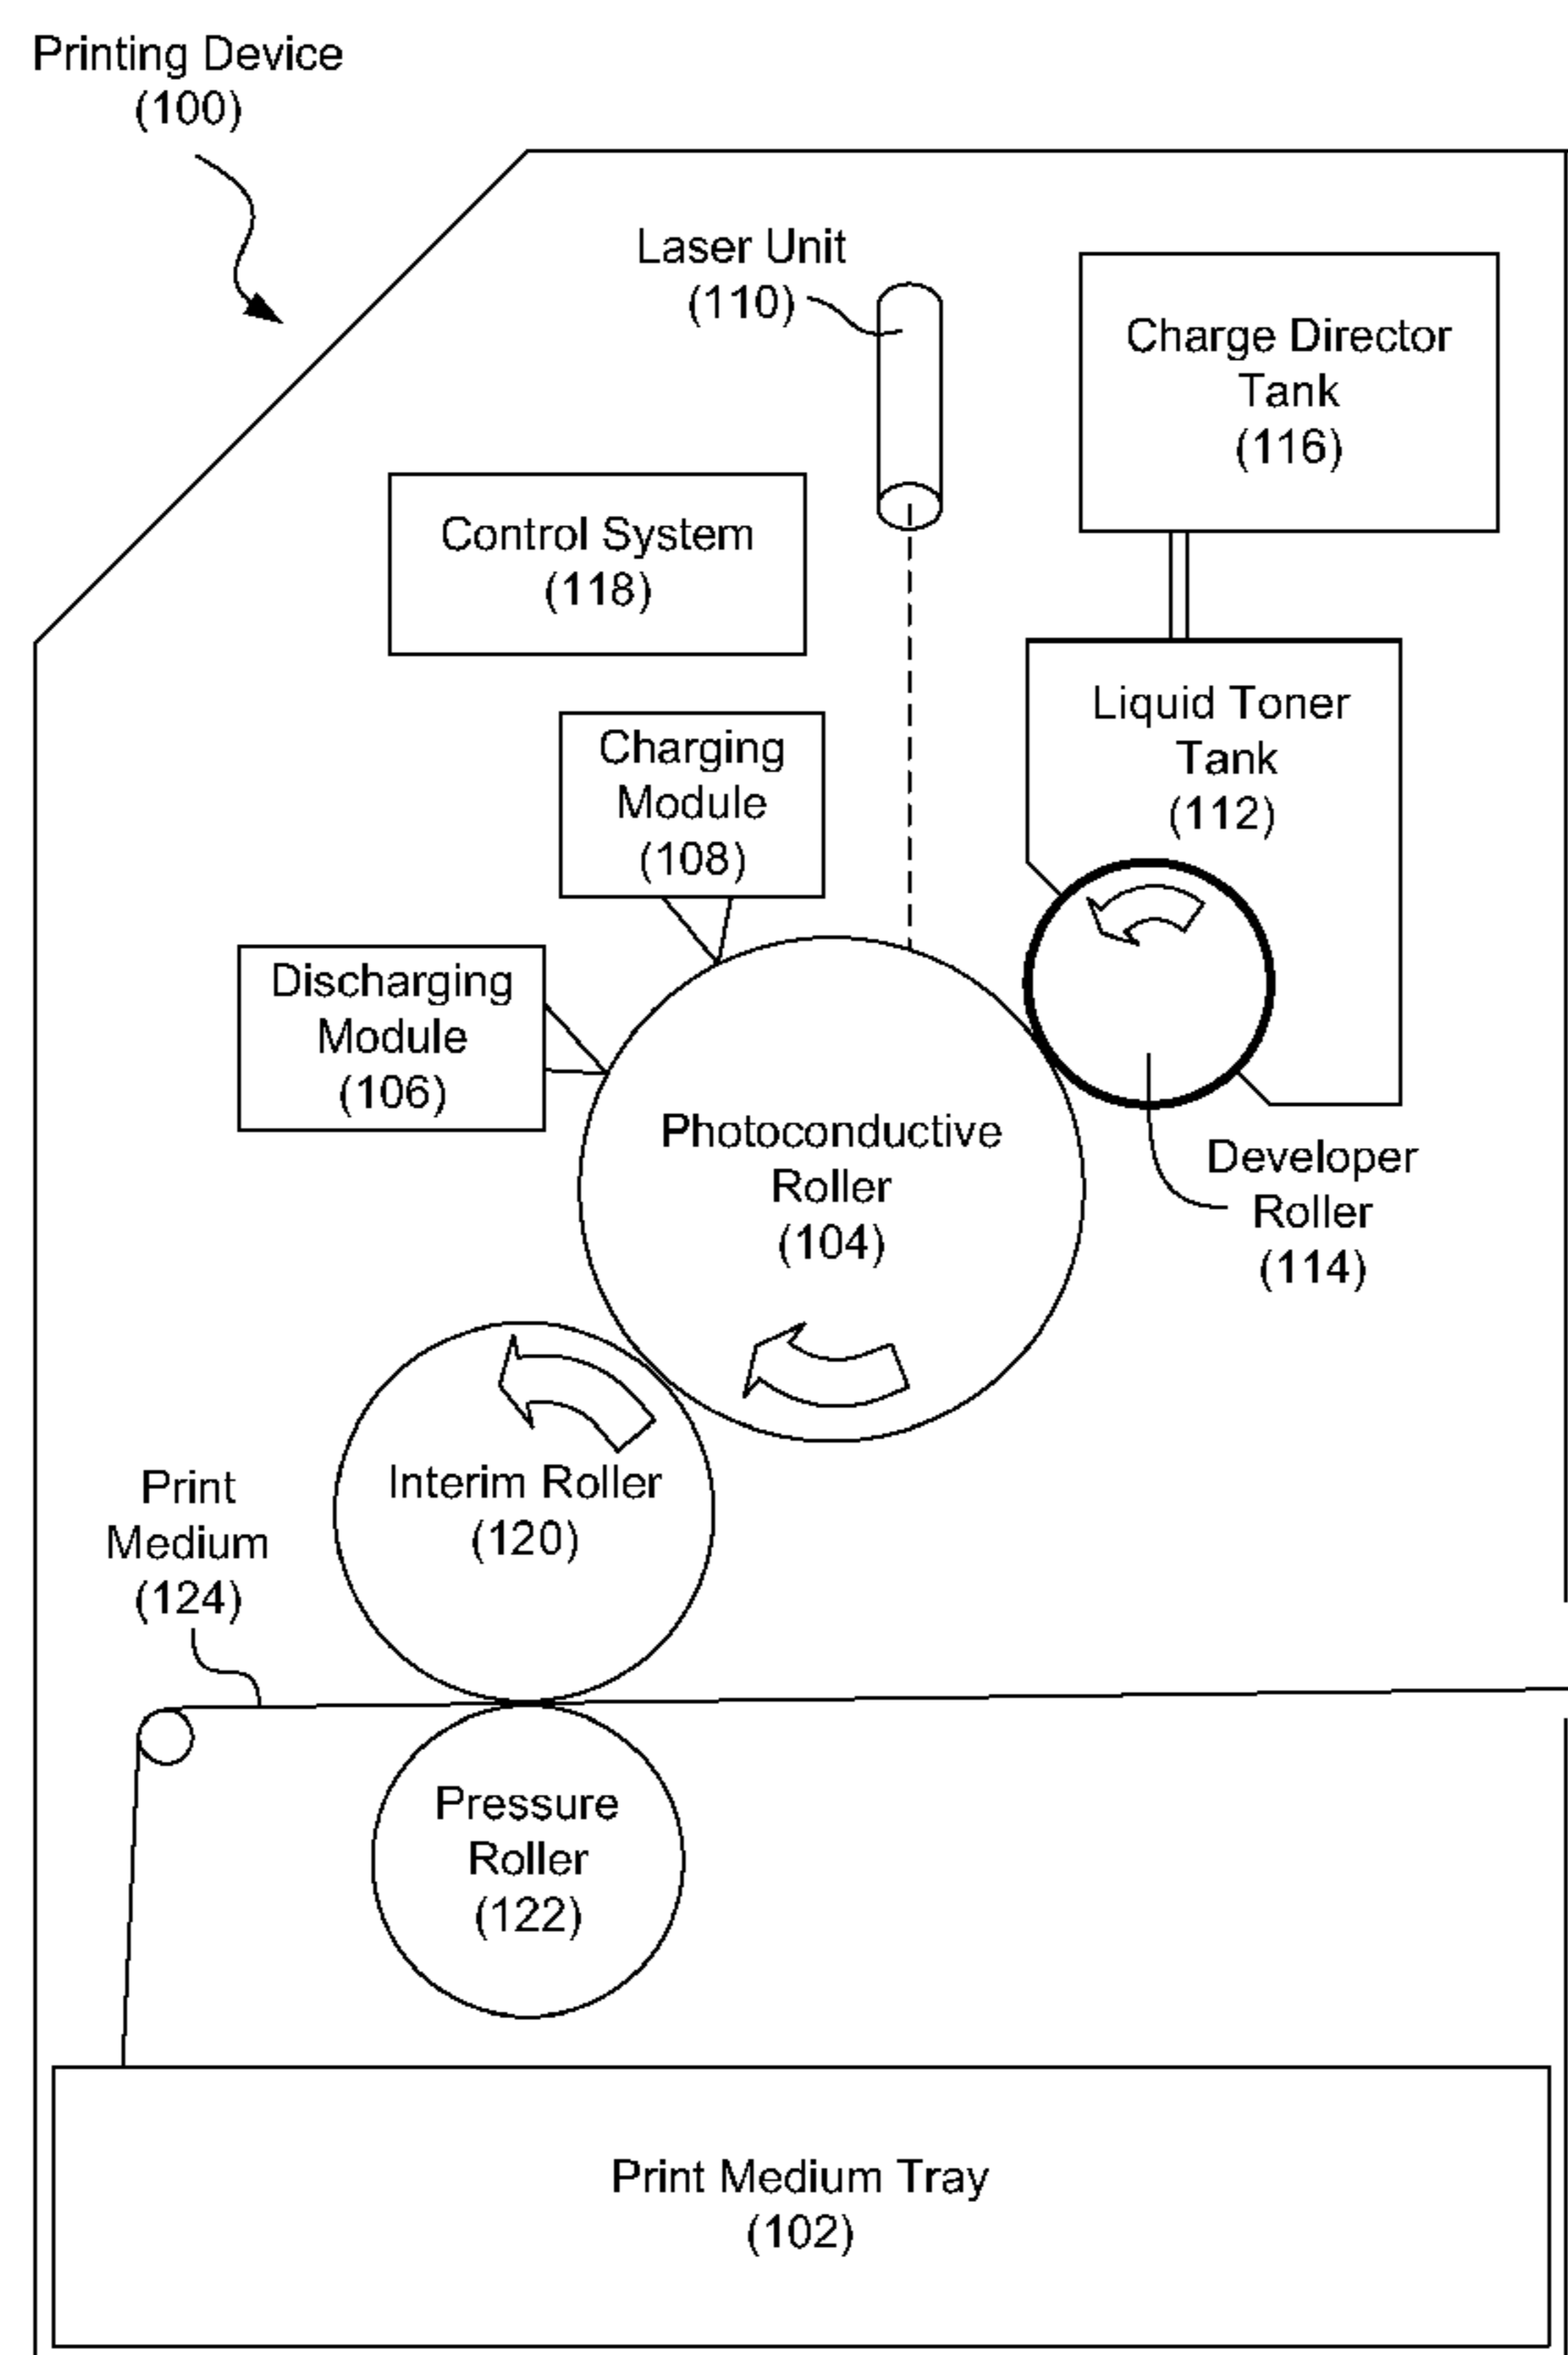 Printing Device
(100)
Laser Unit
(110)
Charge Director
Tank
(116)
Control System
(118)
Liquid Toner
Tank
(112)
Charging
Module
(108)
Discharging
Module
(106)
Photoconductive
Roller
(104)
Developer
Roller
(114)
Interim Roller
(120)
Print
Medium
(124)
Pressure
Roller
(122)
Print Medium Tray
(102)